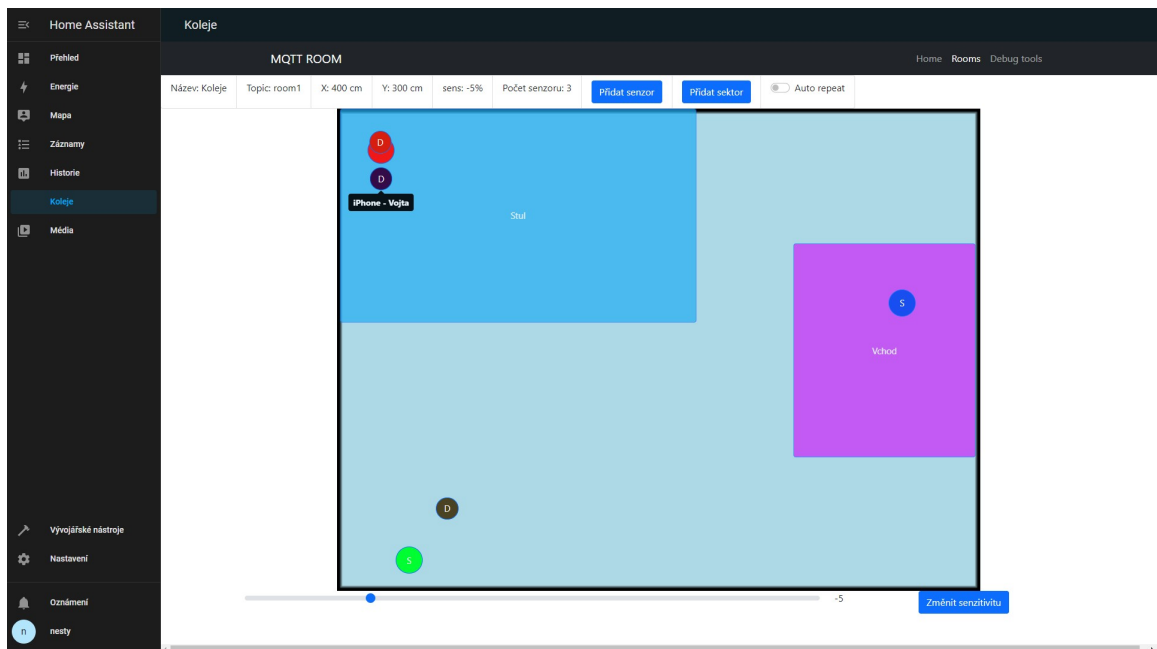 Home Assistant
Koleje
Přehled
MQTT ROOM
Home Rooms Debug tools
Energie
Název: Koleje
Topic: room1
X: 400 cm
Y: 300 cm
sens: -5%
Počet senzoru: 3
Přidat senzor
Přidat sektor
Auto repeat
Mapa
Záznamy
Historie
Koleje
Média
D
D
iPhone - Vojta
Stul
S
Vchod
D
S
Vývojářské nástroje
Nastavení
Oznámení
-5
Změnit senzitivitu
n
nesty